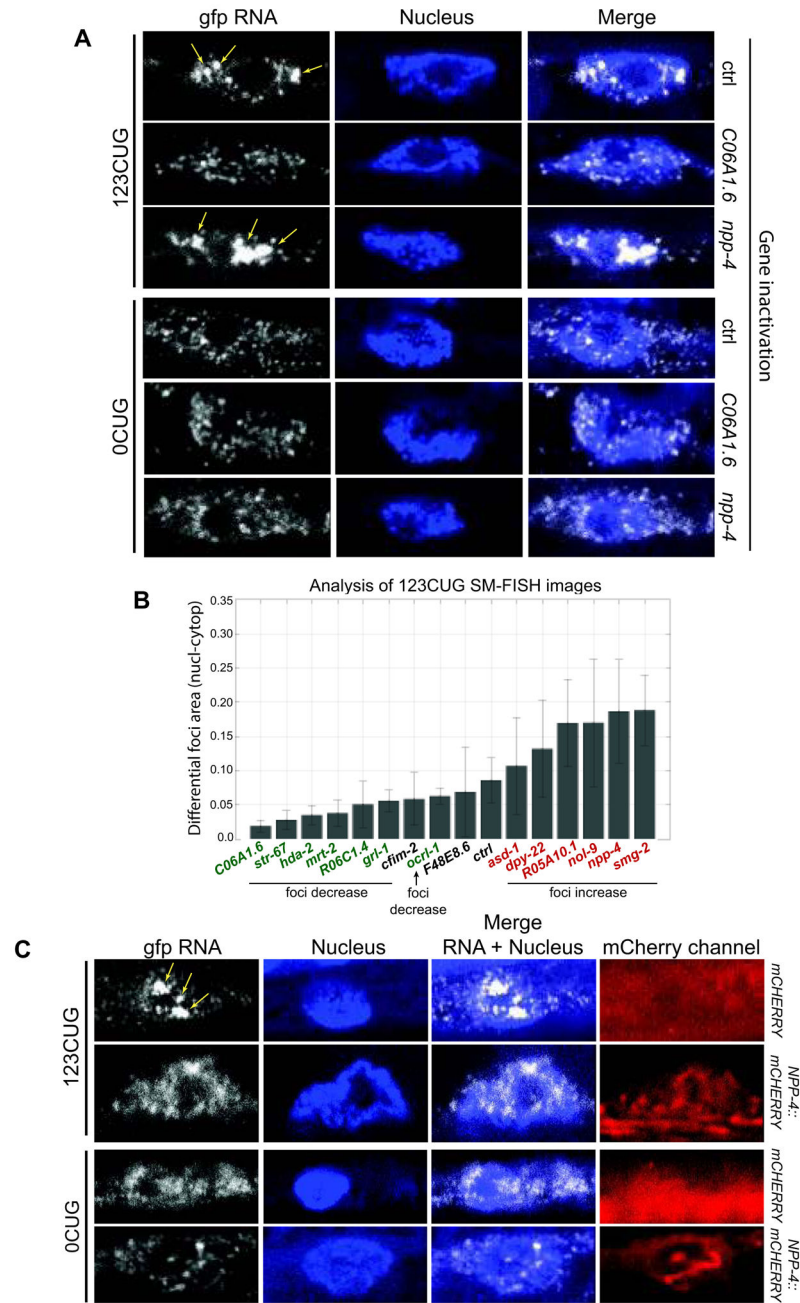 A
gfp RNA
Nucleus
Merge
123CUG
0CUG
ctrl
C06A1.6
npp-4
ctrl
C06A1.6
npp-4
Gene inactivation
B
Analysis of 123CUG SM-FISH images
Differential foci area (nucl-cytop)
0.35
0.30
0.25
0.20
0.15
0.10
0.05
0.0
C06A1.6
str-67
hda-2
mrt-2
R06C1.4
grl-1
cfim-2
ocrl-1
F48E8.6
ctrl
asd-1
dpy-22
R05A10.1
nol-9
npp-4
smg-2
foci decrease
foci
decrease
foci increase
C
gfp RNA
Nucleus
Merge
RNA + Nucleus
mCherry channel
123CUG
0CUG
mCHERRY
NPP-4::
mCHERRY
mCHERRY
NPP-4::
mCHERRY